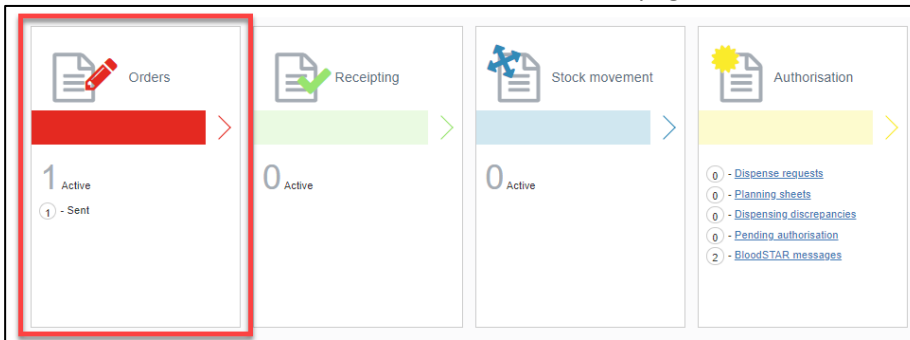 Orders
1 Active
1 - Sent
Receipting
0 Active
Stock movement
0 Active
Authorisation
0 - Dispense requests
0 - Planning sheets
0 - Dispensing discrepancies
0 - Pending authorisation
2 - BloodSTAR messages